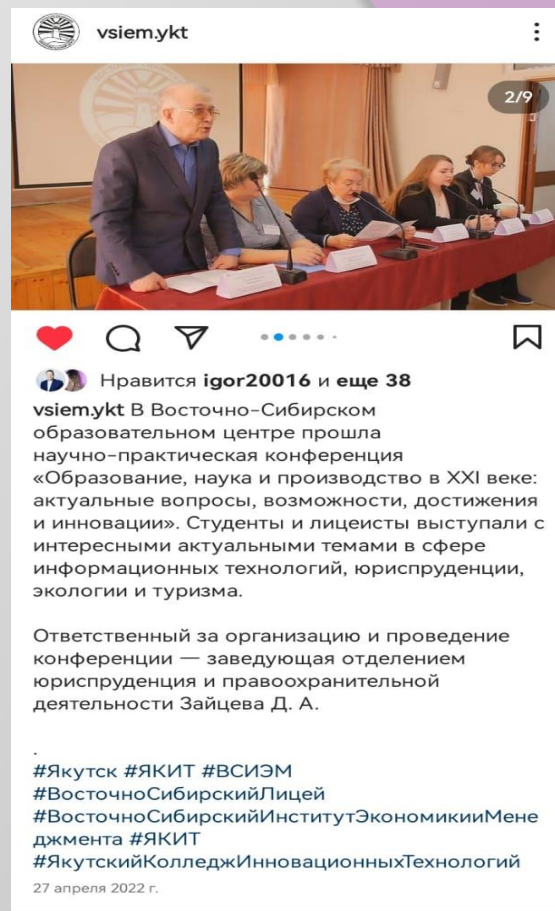 vsiem.ykt
2/9
Нравится igor20016 и еще 38
vsiem.ykt В Восточно-Сибирском
образовательном центре прошла
научно-практическая конференция
«Образование, наука и производство в XXI веке:
актуальные вопросы, возможности, достижения
и инновации». Студенты и лицеисты выступали с
интересными актуальными темами в сфере
информационных технологий, юриспруденции,
экологии и туризма.
Ответственный за организацию и проведение
конференции — заведующая отделением
юриспруденция и правоохранительной
деятельности Зайцева Д. А.
.
#Якутск #ЯКИТ #ВСИЭМ
#ВосточноСибирскийЛицей
#ВосточноСибирскийИнститутЭкономикииМене
джмента #ЯКИТ
#ЯкутскийКолледжИнновационныхТехнологий
27 апреля 2022 г.